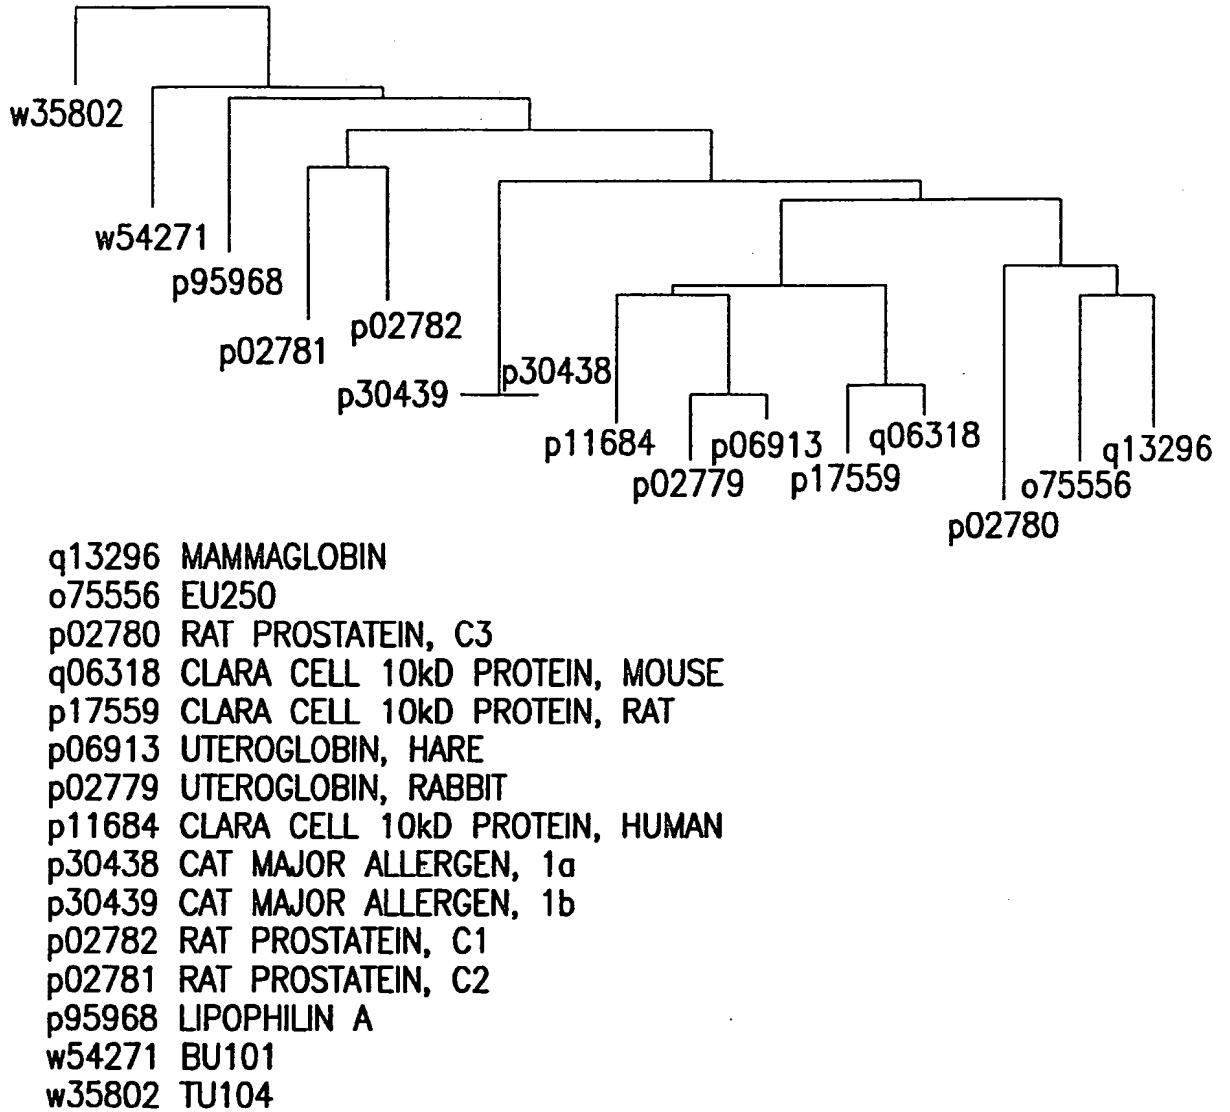 w35802
w54271
p95968
p02781
p02782
p30439
p30438
p11684
p02779
p06913
p17559
q06318
p02780
o75556
q13296
q13296 MAMMAGLOBIN
o75556 EU250
p02780 RAT PROSTATEIN, C3
q06318 CLARA CELL 10kD PROTEIN, MOUSE
p17559 CLARA CELL 10kD PROTEIN, RAT
p06913 UTEROGLOBIN, HARE
p02779 UTEROGLOBIN, RABBIT
p11684 CLARA CELL 10kD PROTEIN, HUMAN
p30438 CAT MAJOR ALLERGEN, 1a
p30439 CAT MAJOR ALLERGEN, 1b
p02782 RAT PROSTATEIN, C1
p02781 RAT PROSTATEIN, C2
p95968 LIPOPHILIN A
w54271 BU101
w35802 TU104